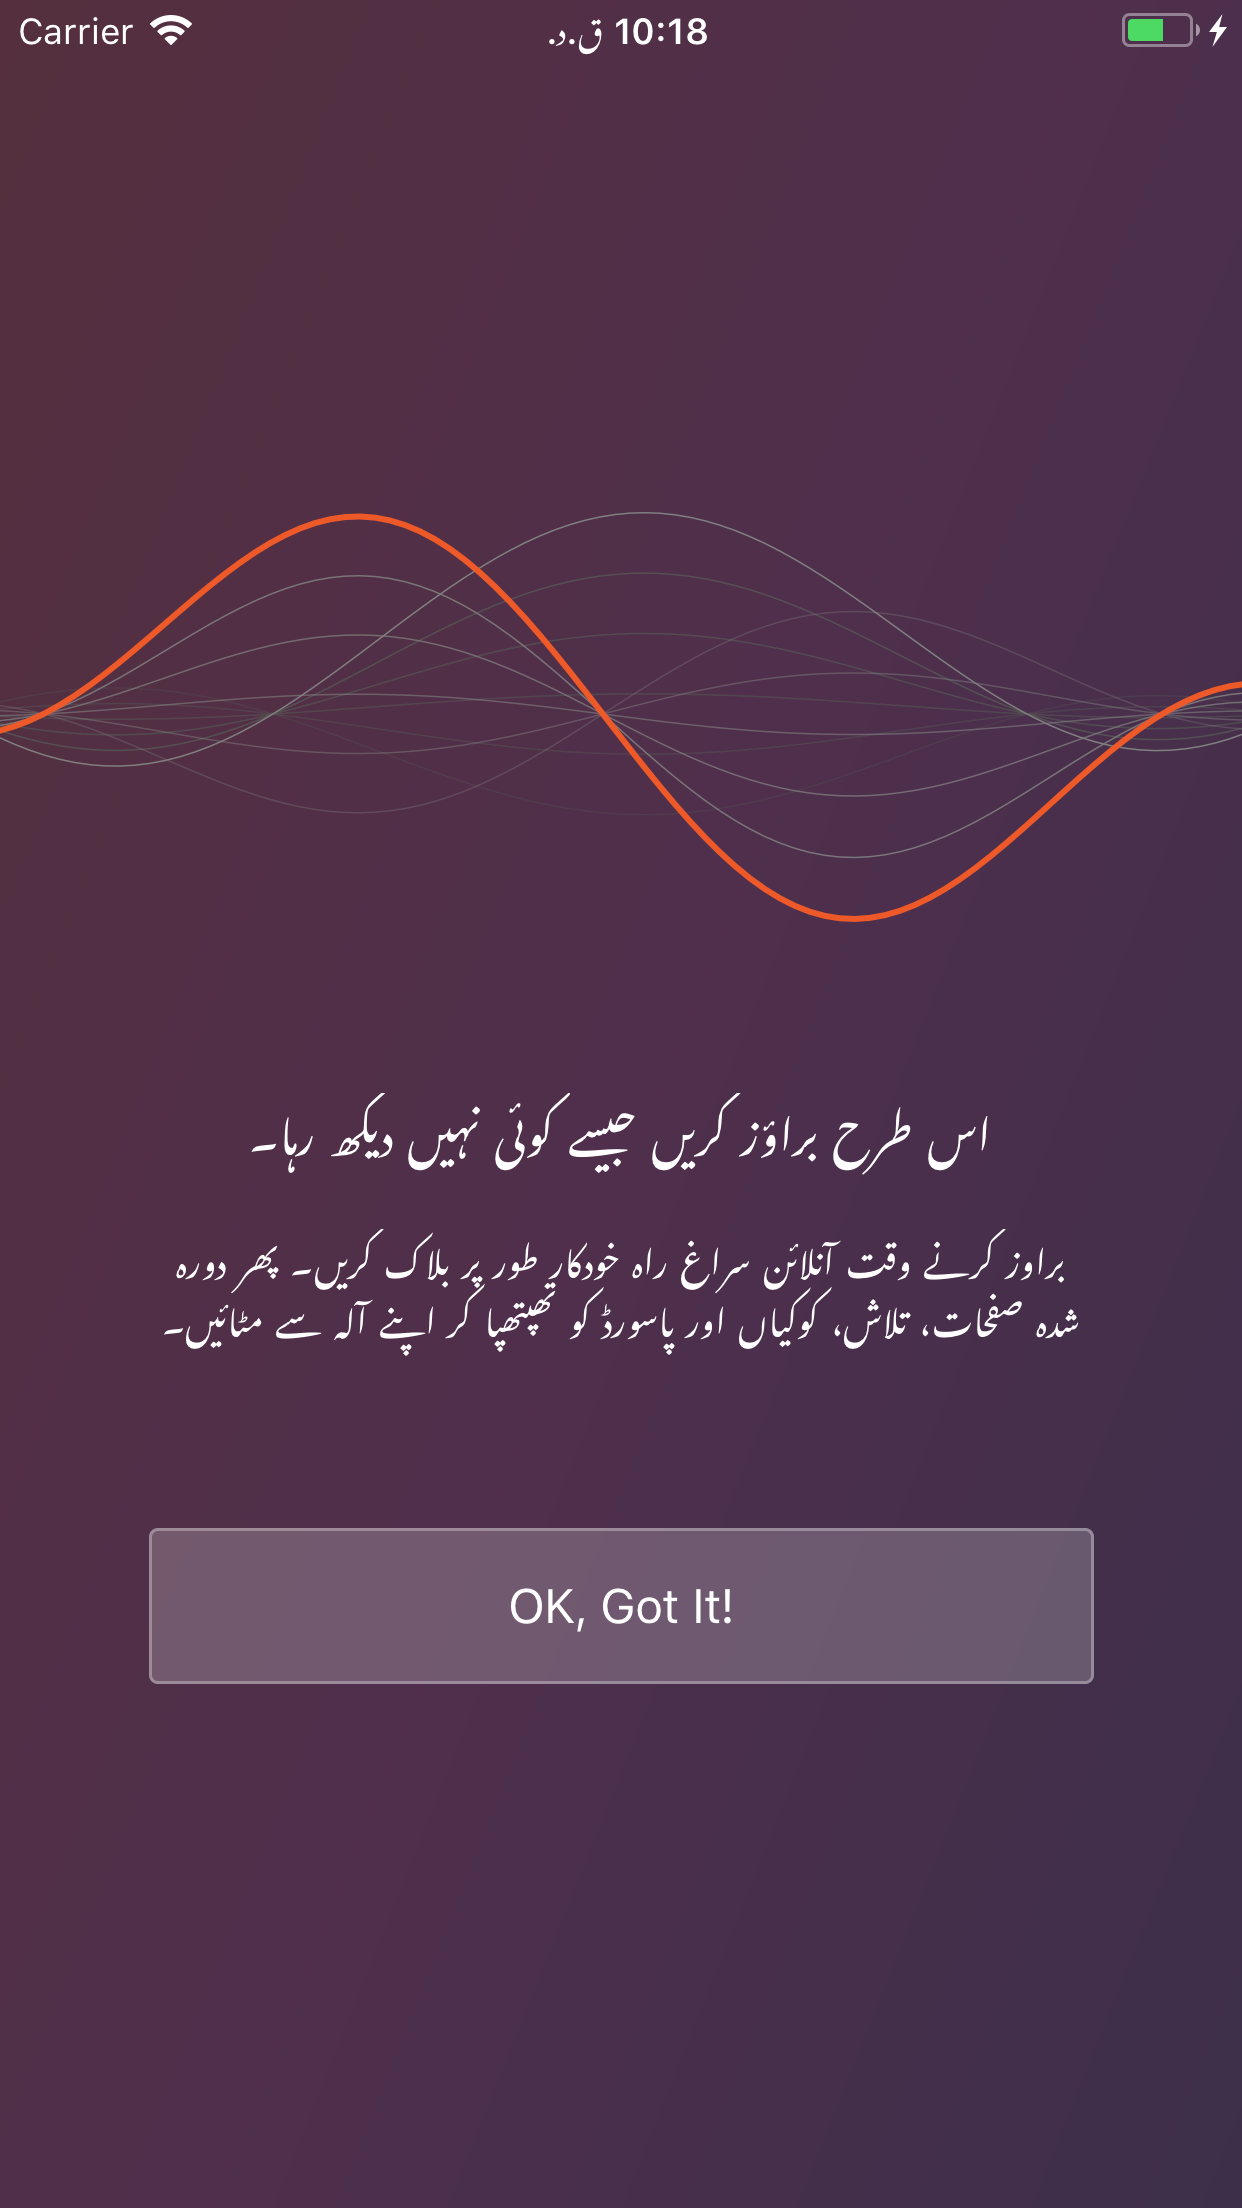 Carrier
10:18 ق.د.
اس طرح براؤز کریں جیسے کوئی نہیں دیکھ رہا۔
براوز کرنے وقت آنلائن سراغ راہ خودکار طور پر بلاک کریں۔ پھر دورہ
شدہ صفحات، تلاش، کوکیاں اور پاسورڈ کو تھپتھپا کر اپنے آلہ سے مٹائیں۔
OK, Got It!